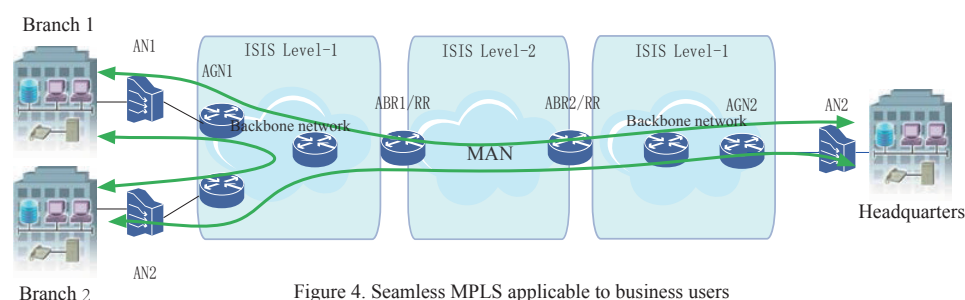 Branch 1
AN1
ISIS Level-1
ISIS Level-2
ISIS Level-1
AGN1
ABR1/RR
ABR2/RR
AGN2
AN2
Backbone network
MAN
Backbone network
Headquarters
AN2
Branch 2
Figure 4. Seamless MPLS applicable to business users